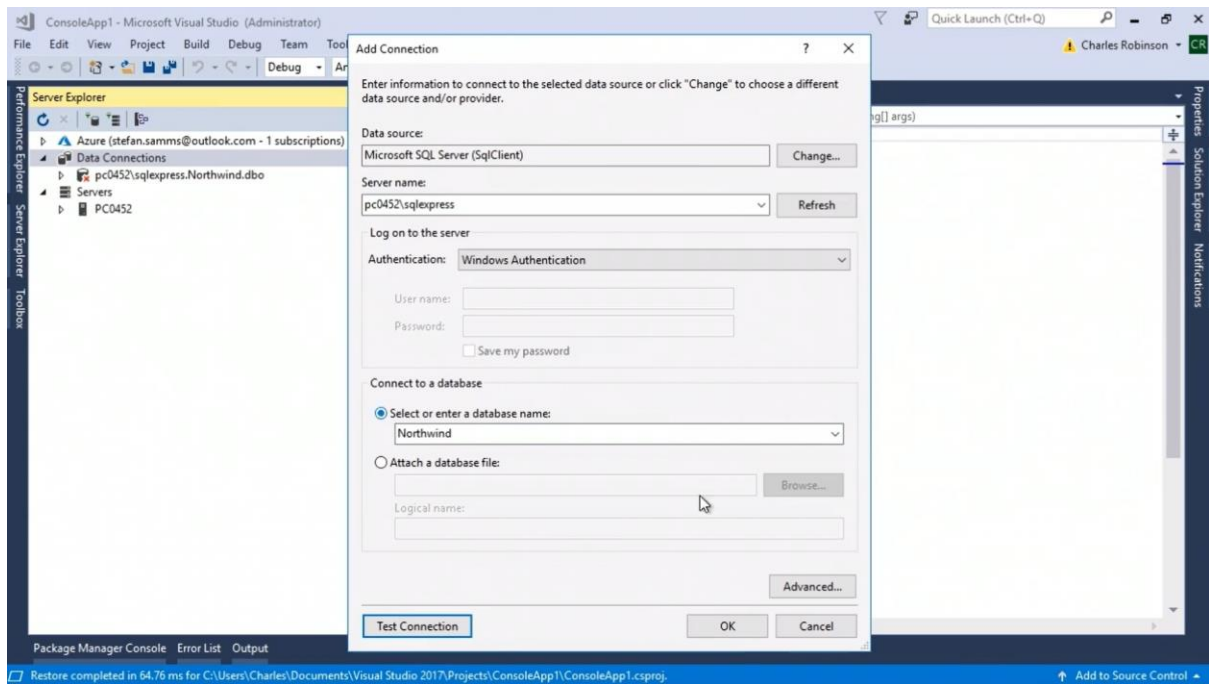 ConsoleApp1 - Microsoft Visual Studio (Administrator)
Quick Launch (Ctrl+Q)
File Edit View Project Build Debug Team Tool
Charles Robinson
CR
Debug
Ar
Add Connection
?
Enter information to connect to the selected data source or click "Change" to choose a different
data source and/or provider.
Data source:
Microsoft SQL Server (SqlClient)
Change...
Server name:
pc0452\sqlexpress
Refresh
Log on to the server
Authentication: Windows Authentication
User name:
Password:
Save my password
Connect to a database
Select or enter a database name:
Northwind
Attach a database file:
Browse...
Logical name:
Advanced...
Test Connection
OK
Cancel
Server Explorer
Azure (stefan.samms@outlook.com - 1 subscriptions)
Data Connections
pc0452\sqlexpress.Northwind.dbo
Servers
PC0452
Performance Explorer
Server Explorer
Toolbox
ng[] args)
Properties
Solution Explorer
Notifications
Package Manager Console Error List Output
Restore completed in 64.76 ms for C:\Users\Charles\Documents\Visual Studio 2017\Projects\ConsoleApp1\ConsoleApp1.csproj.
Add to Source Control